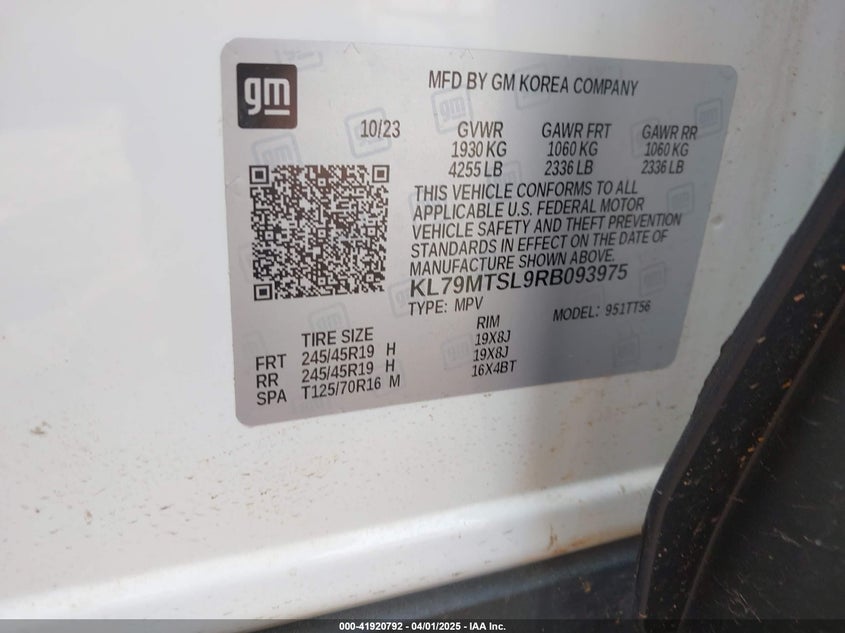 gm
MFD BY GM KOREA COMPANY
10/23 GVWR GAWR FRT GAWR RR
1930 KG 1060 KG 1060 KG
4255 LB 2336 LB 2336 LB
THIS VEHICLE CONFORMS TO ALL
APPLICABLE U.S. FEDERAL MOTOR
VEHICLE SAFETY AND THEFT PREVENTION
STANDARDS IN EFFECT ON THE DATE OF
MANUFACTURE SHOWN ABOVE.
KL79MTSL9RB093975
TYPE: MPV MODEL: 951TT56
TIRE SIZE RIM
FRT 245/45R19 H 19X8J
RR 245/45R19 H 19X8J
SPA T125/70R16 M 16X4BT
000-41920792 - 04/01/2025 - IAA Inc.